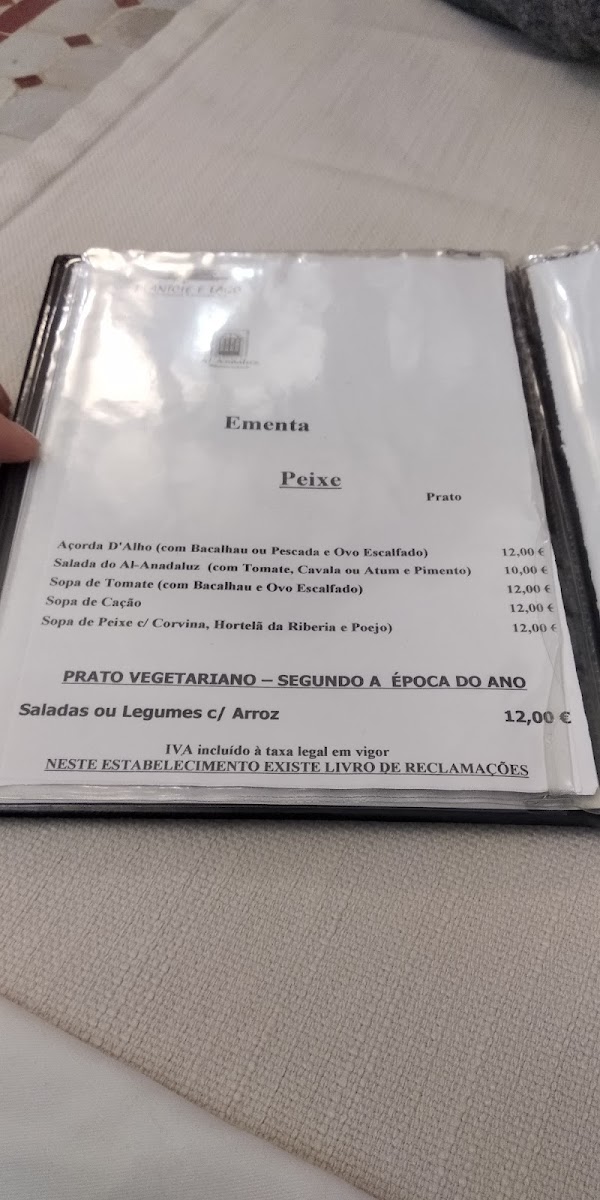 Ementa
Peixe
Prato
Açorda D'Alho (com Bacalhau ou Pescada e Ovo Escalfado) 12,00 €
Salada do Al-Anadaluz (com Tomate, Cavala ou Atum e Pimento) 10,00 €
Sopa de Tomate (com Bacalhau e Ovo Escalfado) 12,00 €
Sopa de Cação 12,00 €
Sopa de Peixe c/ Corvina, Hortelã da Riberia e Poejo) 12,00 €
PRATO VEGETARIANO – SEGUNDO A ÉPOCA DO ANO
Saladas ou Legumes c/ Arroz 12,00 €
IVA incluído à taxa legal em vigor
NESTE ESTABELECIMENTO EXISTE LIVRO DE RECLAMAÇÕES